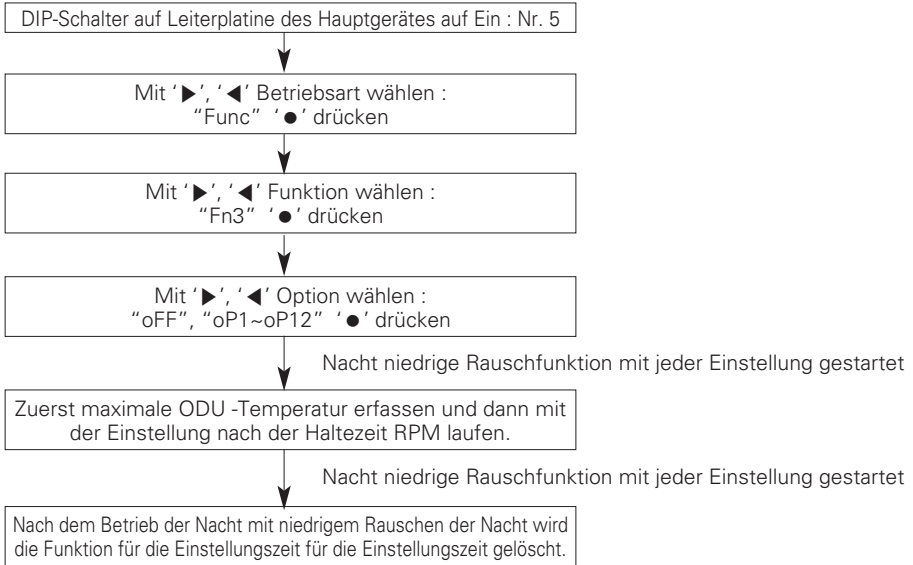 DIP-Schalter auf Leiterplatine des Hauptgerätes auf Ein : Nr. 5
Mit ‘▶’, ‘◀’ Betriebsart wählen :
“Func” ‘●’ drücken
Mit ‘▶’, ‘◀’ Funktion wählen :
“Fn3” ‘●’ drücken
Mit ‘▶’, ‘◀’ Option wählen :
“oFF”, “oP1~oP12” ‘●’ drücken
Nacht niedrige Rauschfunktion mit jeder Einstellung gestartet
Zuerst maximale ODU -Temperatur erfassen und dann mit
der Einstellung nach der Haltezeit RPM laufen.
Nacht niedrige Rauschfunktion mit jeder Einstellung gestartet
Nach dem Betrieb der Nacht mit niedrigem Rauschen der Nacht wird
die Funktion für die Einstellungszeit für die Einstellungszeit gelöscht.